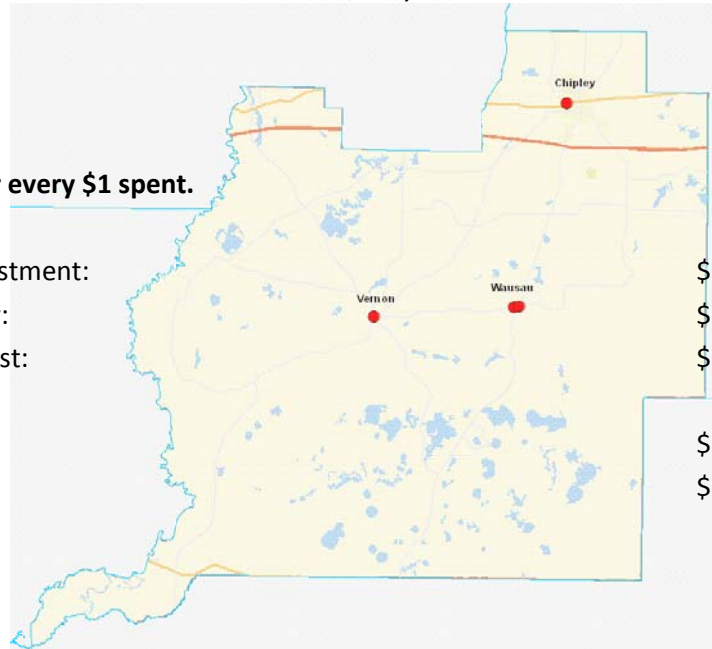 Chipley
every $1 spent.
stment:
$
Vernon
Wausau
:
$
st:
$
$
$